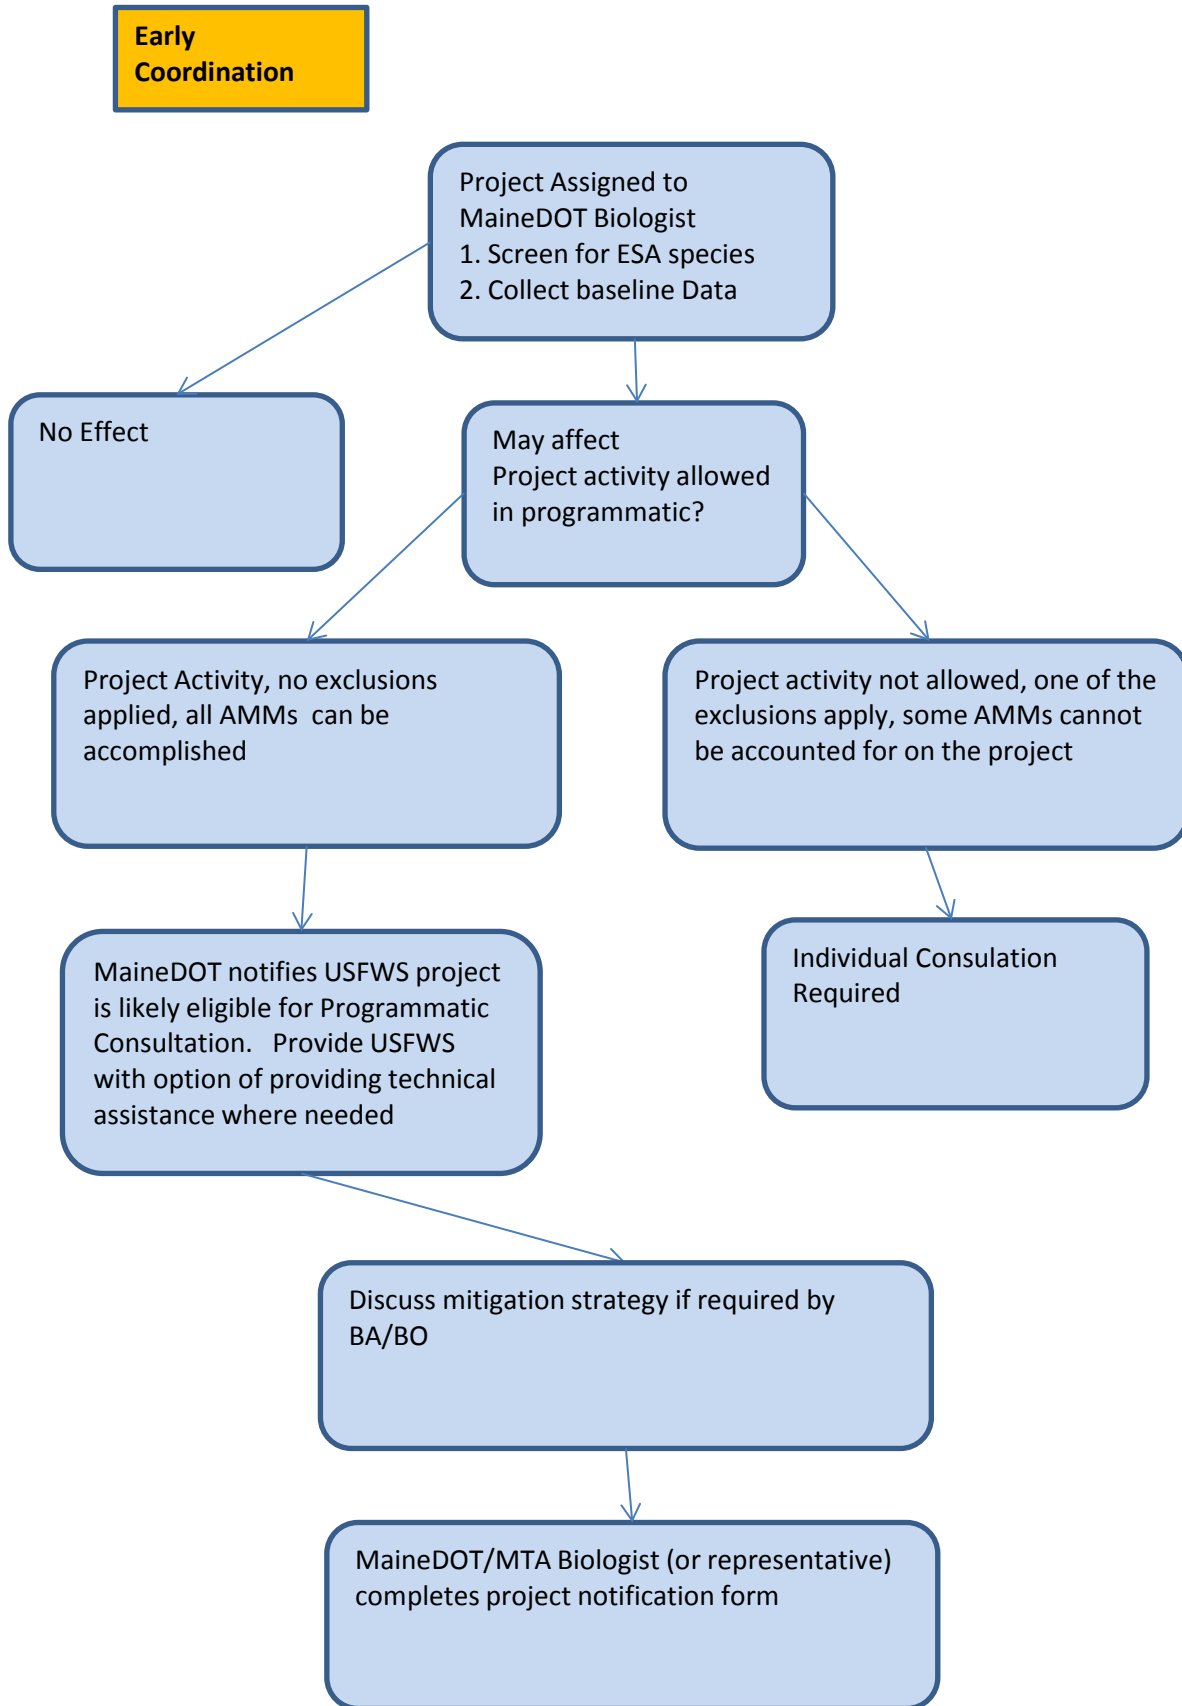 Early
Coordination
Project Assigned to
MaineDOT Biologist
1. Screen for ESA species
2. Collect baseline Data
No Effect
May affect
Project activity allowed
in programmatic?
Project Activity, no exclusions
applied, all AMMs can be
accomplished
Project activity not allowed, one of the
exclusions apply, some AMMs cannot
be accounted for on the project
MaineDOT notifies USFWS project
is likely eligible for Programmatic
Consultation. Provide USFWS
with option of providing technical
assistance where needed
Individual Consulation
Required
Discuss mitigation strategy if required by
BA/BO
MaineDOT/MTA Biologist (or representative)
completes project notification form